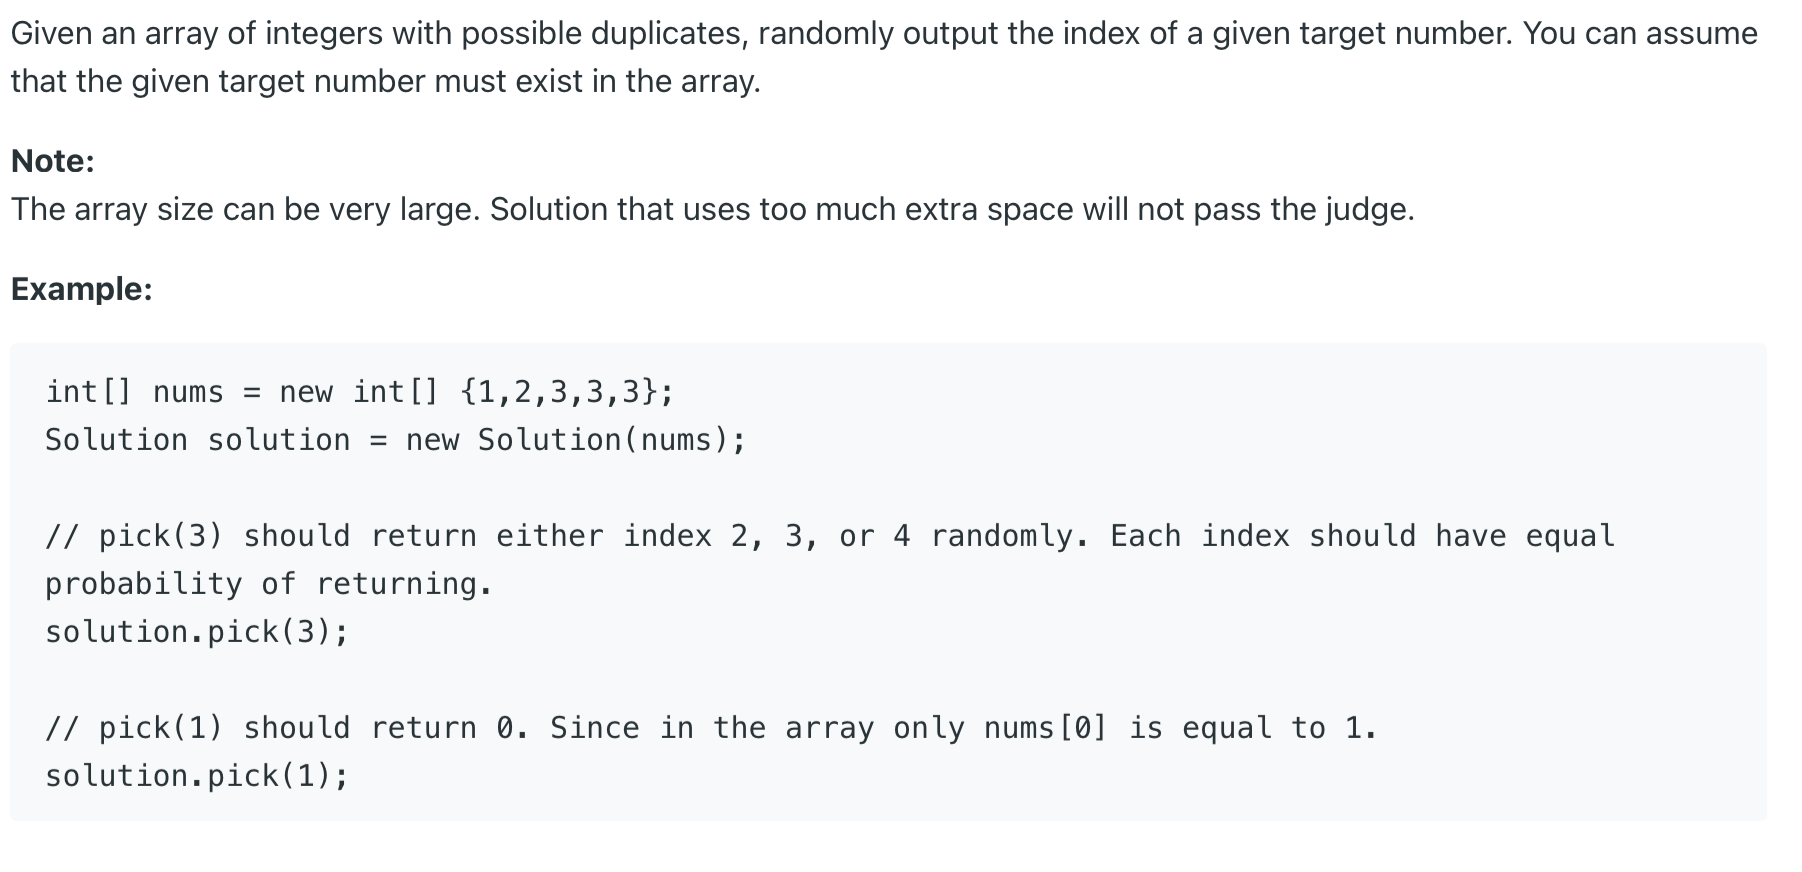 Given an array of integers with possible duplicates, randomly output the index of a given target number. You can assume
that the given target number must exist in the array.
Note:
The array size can be very large. Solution that uses too much extra space will not pass the judge.
Example:
int[] nums = new int[] {1,2,3,3,3};
Solution solution = new Solution(nums);
// pick(3) should return either index 2, 3, or 4 randomly. Each index should have equal
probability of returning.
solution.pick(3);
// pick(1) should return 0. Since in the array only nums[0] is equal to 1.
solution.pick(1);